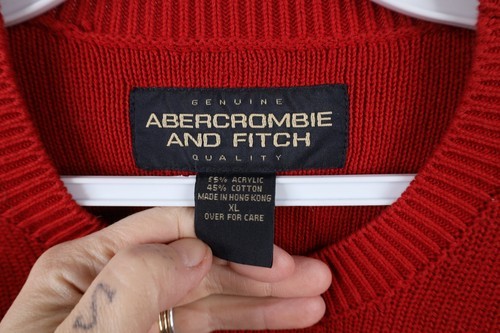 GENUINE
ABERCROMBIE
AND FITCH
QUALITY
55% ACRYLIC
45% COTTON
MADE IN HONG KONG
XL
OVER FOR CARE